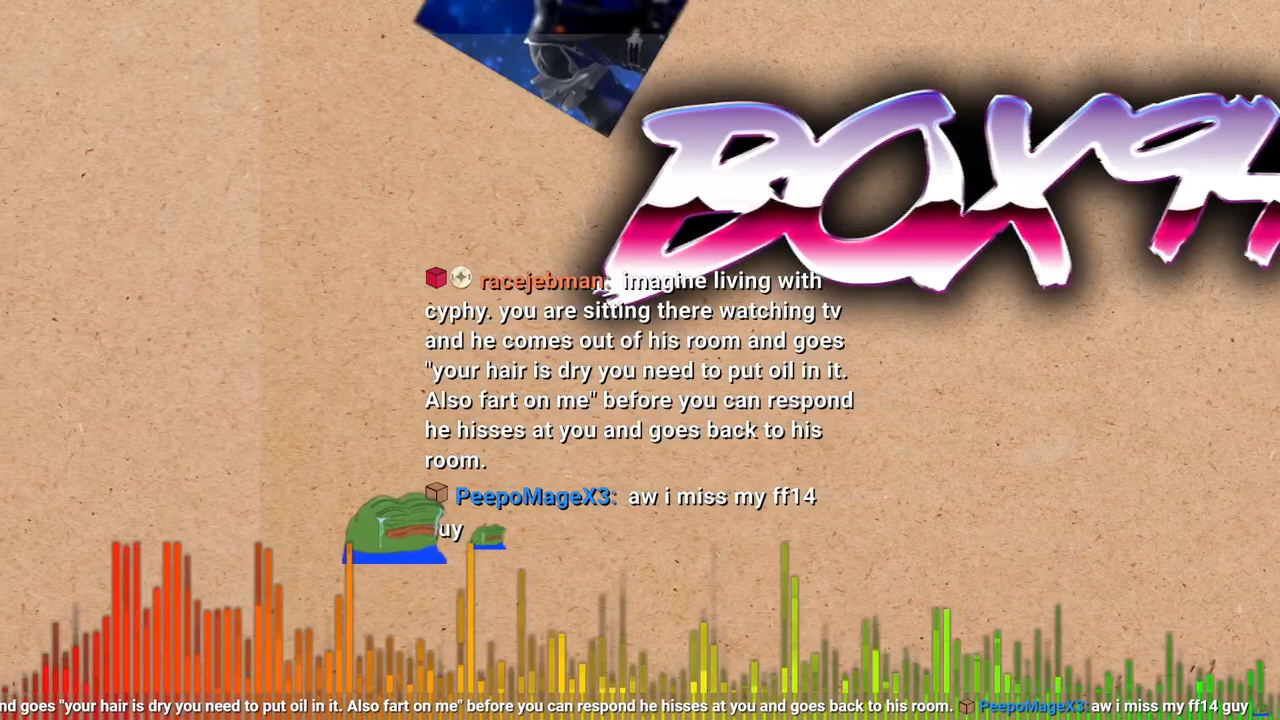 BOX
racejebman: imagine living with
cyphy. you are sitting there watching tv
and he comes out of his room and goes
"your hair is dry you need to put oil in it.
Also fart on me" before you can respond
he hisses at you and goes back to his
room.
PeepoMageX3: aw i miss my ff14
uy
nd goes "your hair is dry you need to put oil in it. Also fart on me" before you can respond he hisses at you and goes back to his room. PeepoMageX3: aw i miss my ff14 guy